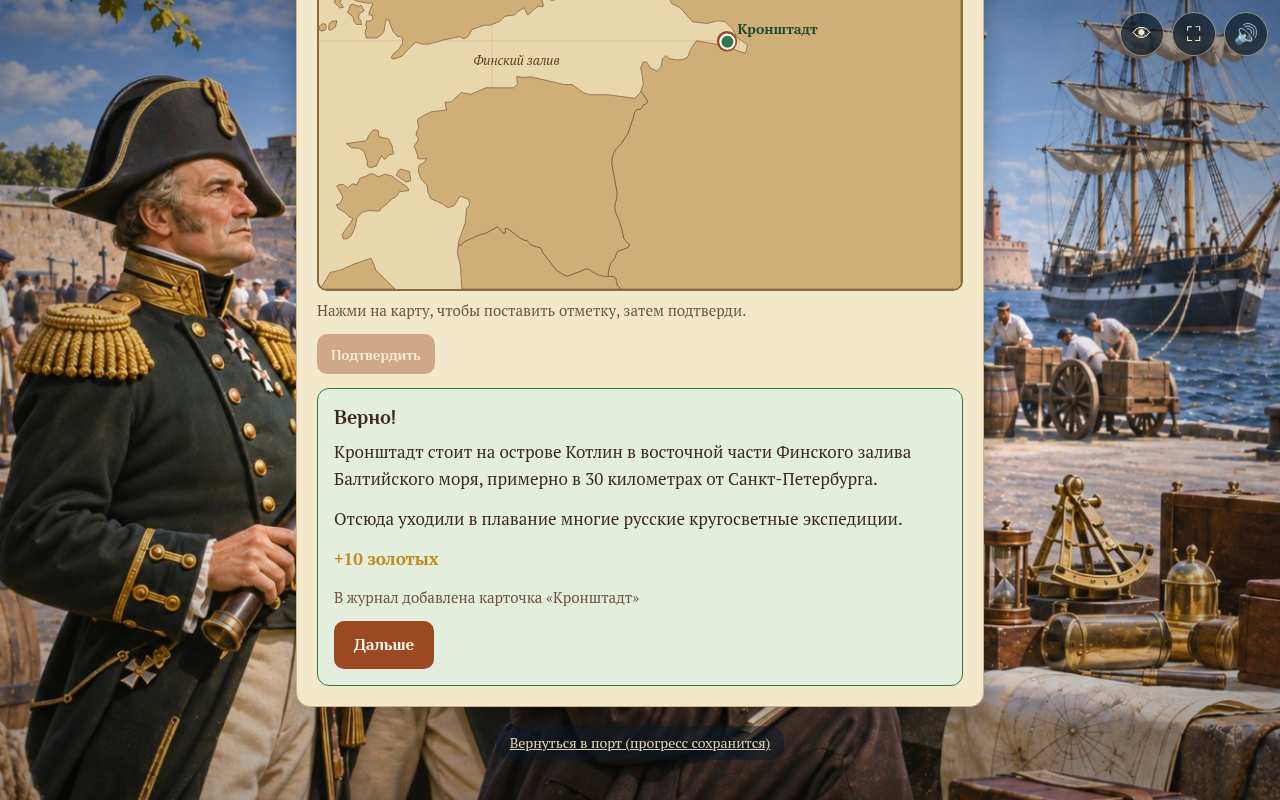 Кронштадт
Финский залив
Нажми на карту, чтобы поставить отметку, затем подтверди.
Подтвердить
Верно!
Кронштадт стоит на острове Котлин в восточной части Финского залива
Балтийского моря, примерно в 30 километрах от Санкт-Петербурга.
Отсюда уходили в плавание многие русские кругосветные экспедиции.
+10 золотых
В журнал добавлена карточка «Кронштадт»
Дальше
Вернуться в порт (прогресс сохранится)